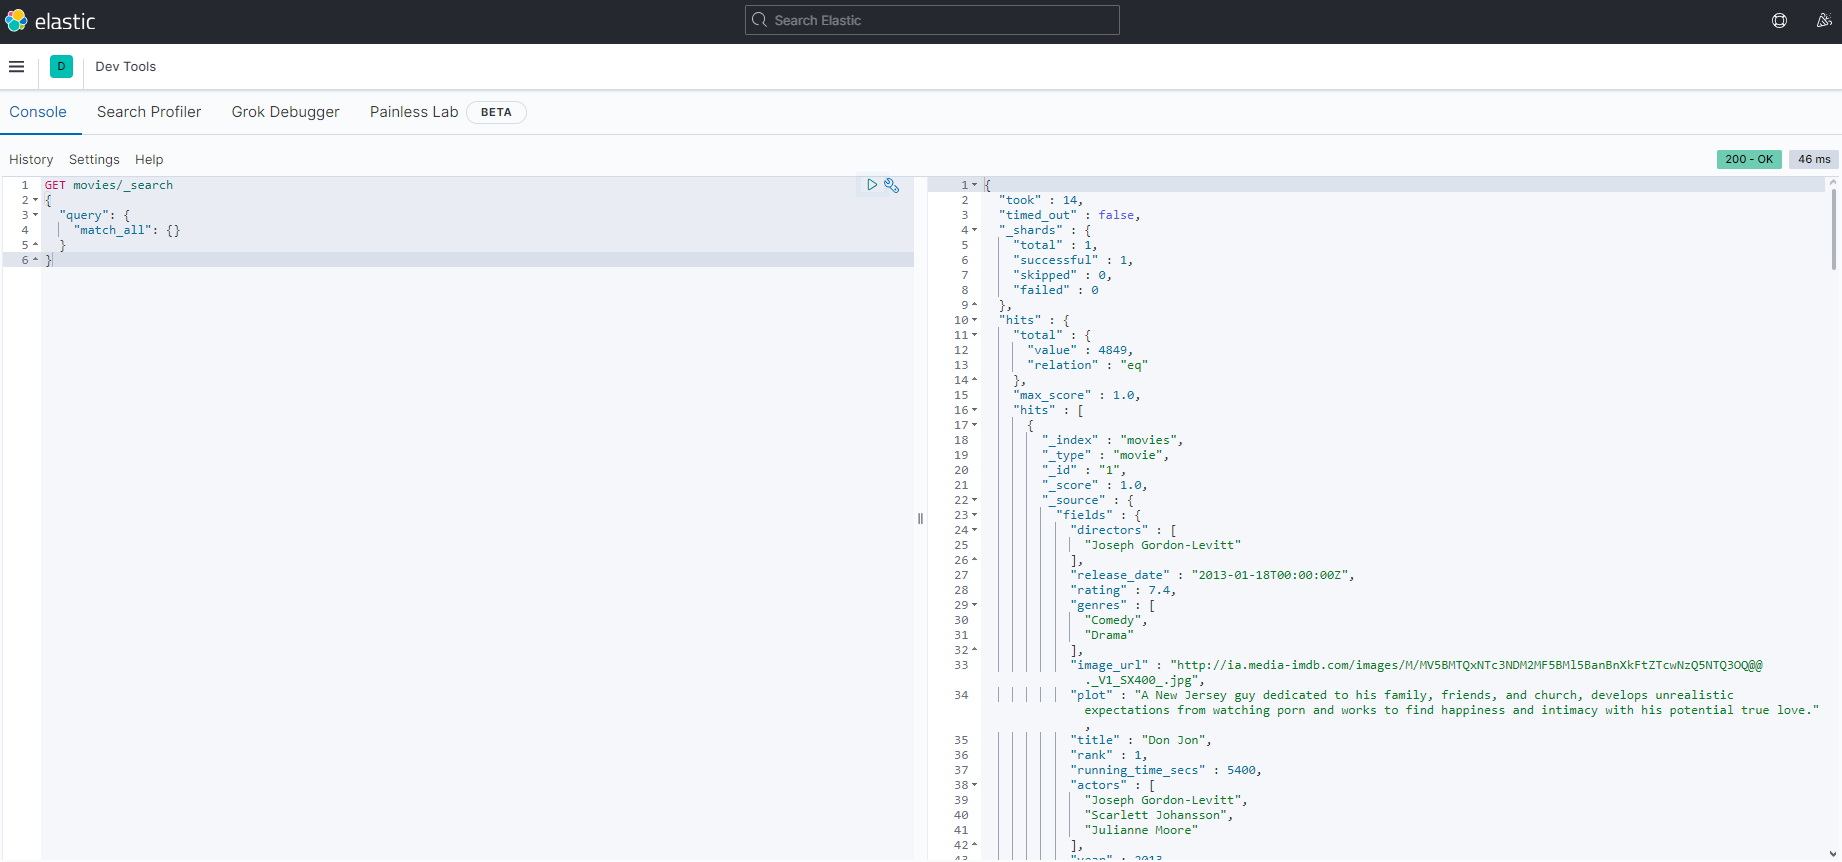 elastic
Search Elastic
D
Dev Tools
Console Search Profiler Grok Debugger Painless Lab BETA
History Settings Help
200 - OK 46 ms
1 GET movies/_search
2 {
3 "query": {
4 "match_all": {}
5 }
6 }
1 {
2 "took" : 14,
3 "timed_out" : false,
4 "_shards" : {
5 "total" : 1,
6 "successful" : 1,
7 "skipped" : 0,
8 "failed" : 0
9 },
10 "hits" : {
11 "total" : {
12 "value" : 4849,
13 "relation" : "eq"
14 },
15 "max_score" : 1.0,
16 "hits" : [
17 {
18 "_index" : "movies",
19 "_type" : "movie",
20 "_id" : "1",
21 "_score" : 1.0,
22 "_source" : {
23 "fields" : {
24 "directors" : [
25 "Joseph Gordon-Levitt"
26 ],
27 "release_date" : "2013-01-18T00:00:00Z",
28 "rating" : 7.4,
29 "genres" : [
30 "Comedy",
31 "Drama"
32 ],
33 "image_url" : "http://ia.media-imdb.com/images/M/MV5BMTQxNTc3NDM2MF5BMl5BanBnXkFtZTcwNzQ5NTQ3OQ@@
._V1_SX400_.jpg",
34 "plot" : "A New Jersey guy dedicated to his family, friends, and church, develops unrealistic
expectations from watching porn and works to find happiness and intimacy with his potential true love."
,
35 "title" : "Don Jon",
36 "rank" : 1,
37 "running_time_secs" : 5400,
38 "actors" : [
39 "Joseph Gordon-Levitt",
40 "Scarlett Johansson",
41 "Julianne Moore"
42 ],
43 "year" : 2013